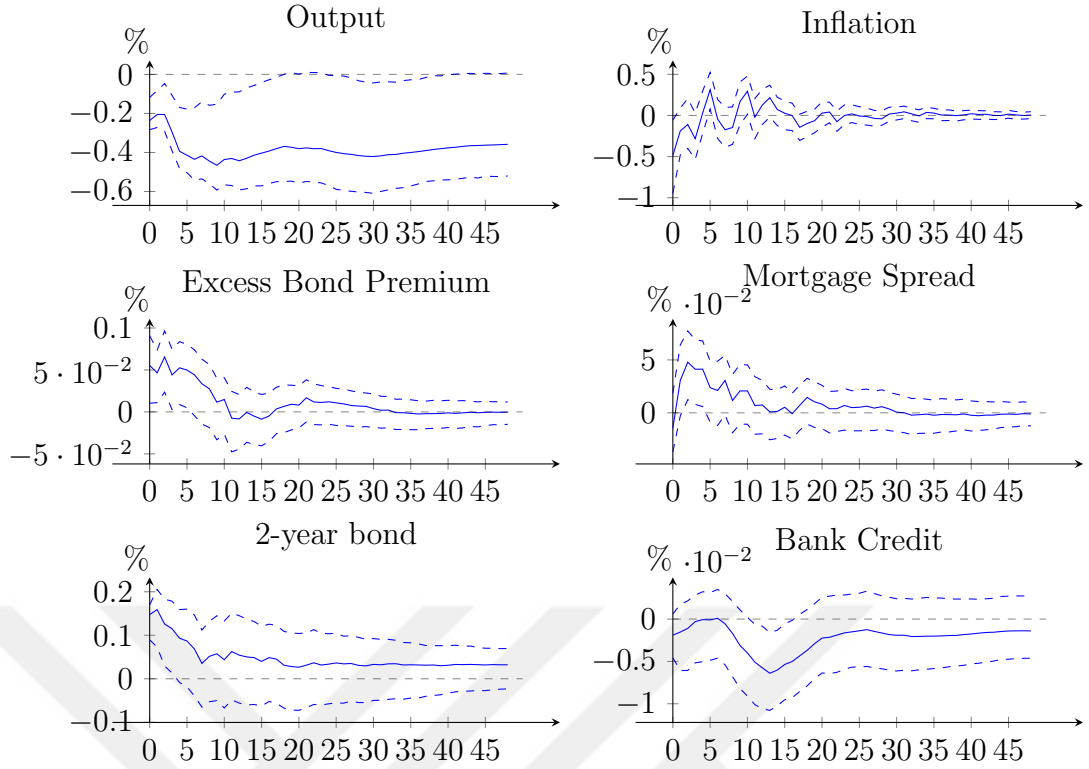 Output
%
0
−0.2
−0.4
−0.6
0 5 10 15 20 25 30 35 40 45
Inflation
%
0.5
0
−0.5
−1
0 5 10 15 20 25 30 35 40 45
Excess Bond Premium
%
0.1
5 · 10⁻²
0
−5 · 10⁻²
0 5 10 15 20 25 30 35 40 45
Mortgage Spread
% ·10⁻²
5
0
0 5 10 15 20 25 30 35 40 45
2-year bond
%
0.2
0.1
0
−0.1
0 5 10 15 20 25 30 35 40 45
Bank Credit
% ·10⁻²
0
−0.5
−1
0 5 10 15 20 25 30 35 40 45